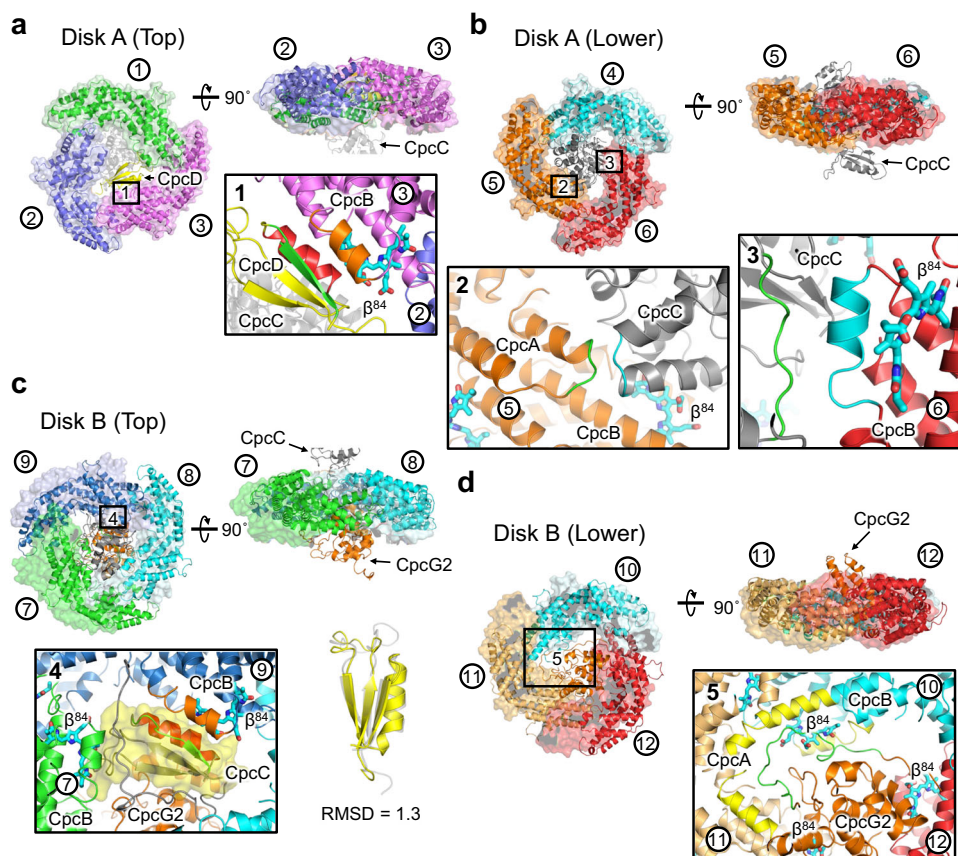 a
Disk A (Top)
1
2
3
CpcD
1
90°
2
3
CpcC
1
CpcB
3
CpcD
β84
CpcC
2
b
Disk A (Lower)
4
5
6
2
3
90°
5
6
CpcC
2
CpcC
CpcA
5
β84
CpcB
3
CpcC
β84
6
CpcB
c
Disk B (Top)
9
8
7
4
90°
CpcC
7
8
CpcG2
4
CpcB
9
β84
β84
7
CpcC
CpcB
CpcG2
RMSD = 1.3
d
Disk B (Lower)
10
11
12
5
90°
CpcG2
11
12
5
CpcB
10
β84
CpcA
β84
β84
CpcG2
11
12